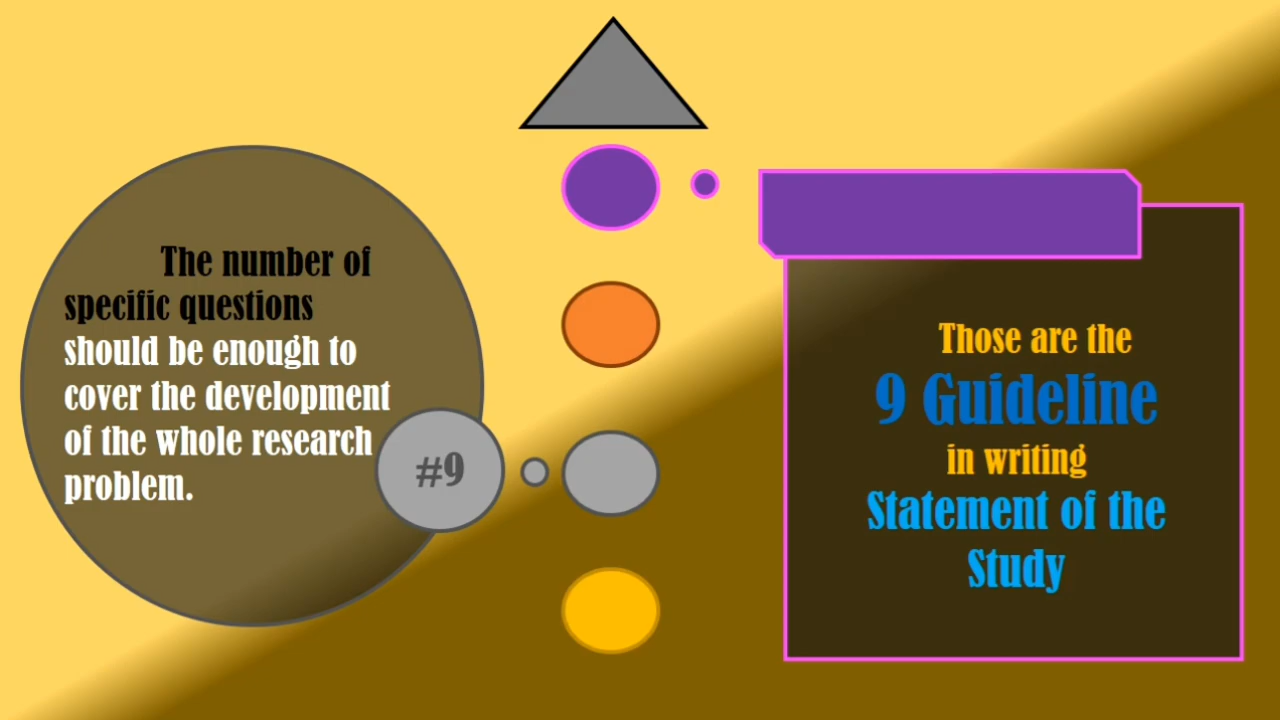 The number of
specific questions
should be enough to
cover the development
of the whole research
problem.
#9
Those are the
9 Guideline
in writing
Statement of the
Study